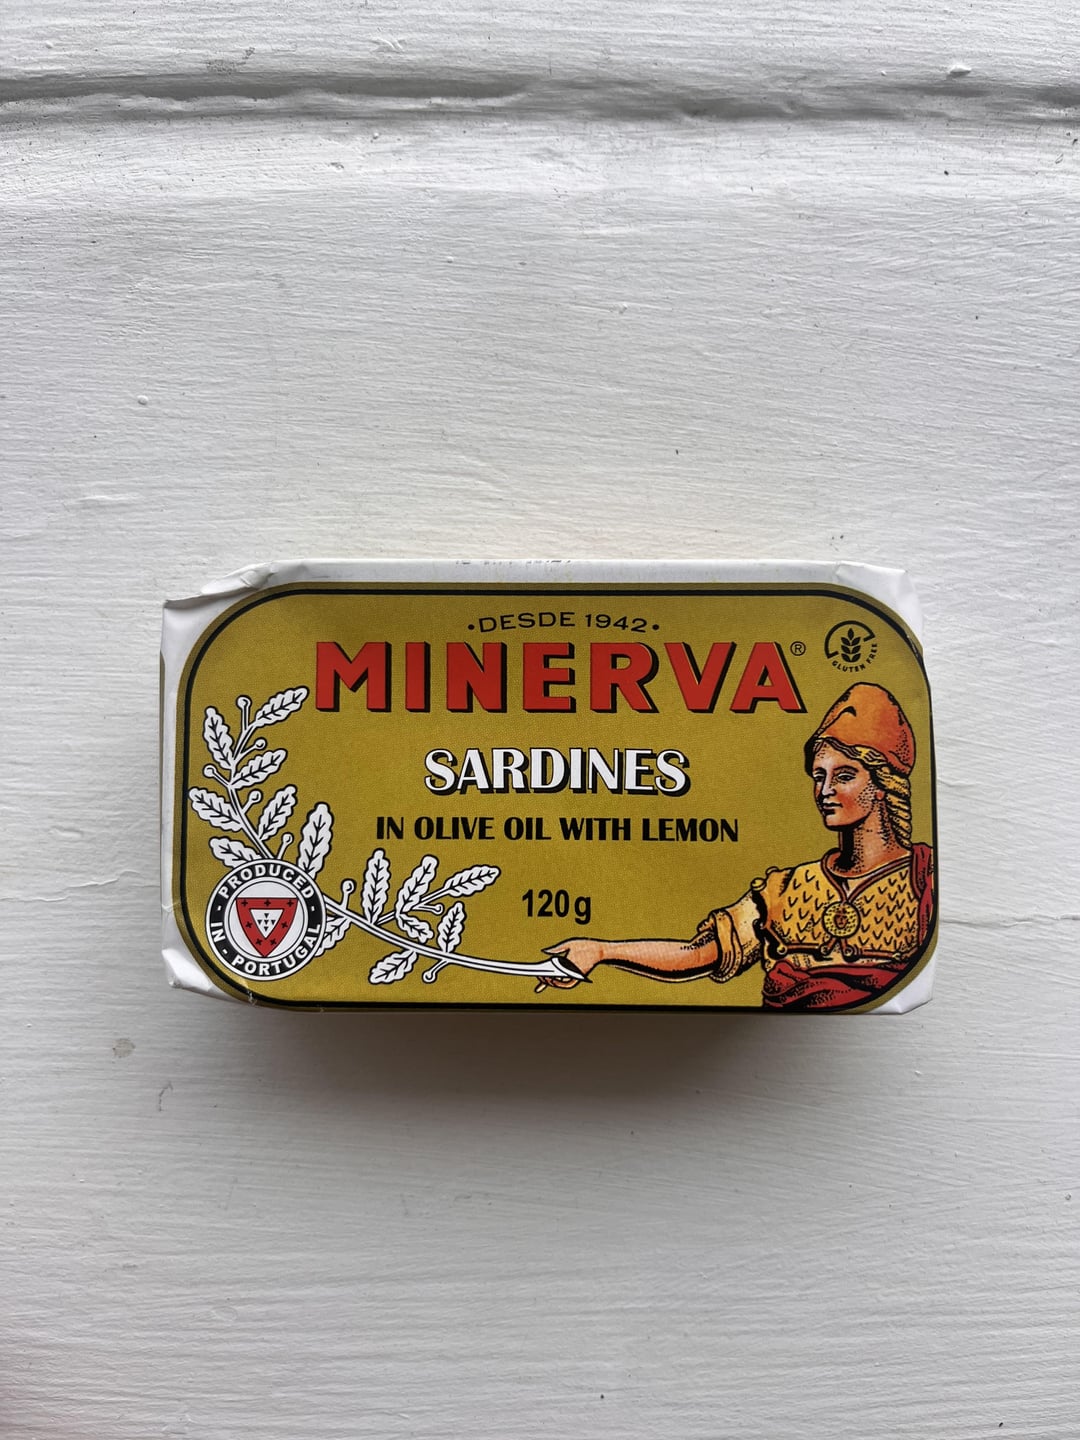 •DESDE 1942•
MINERVA®
GLUTEN FREE
SARDINES
IN OLIVE OIL WITH LEMON
120g
PRODUCED
• IN •
PORTUGAL